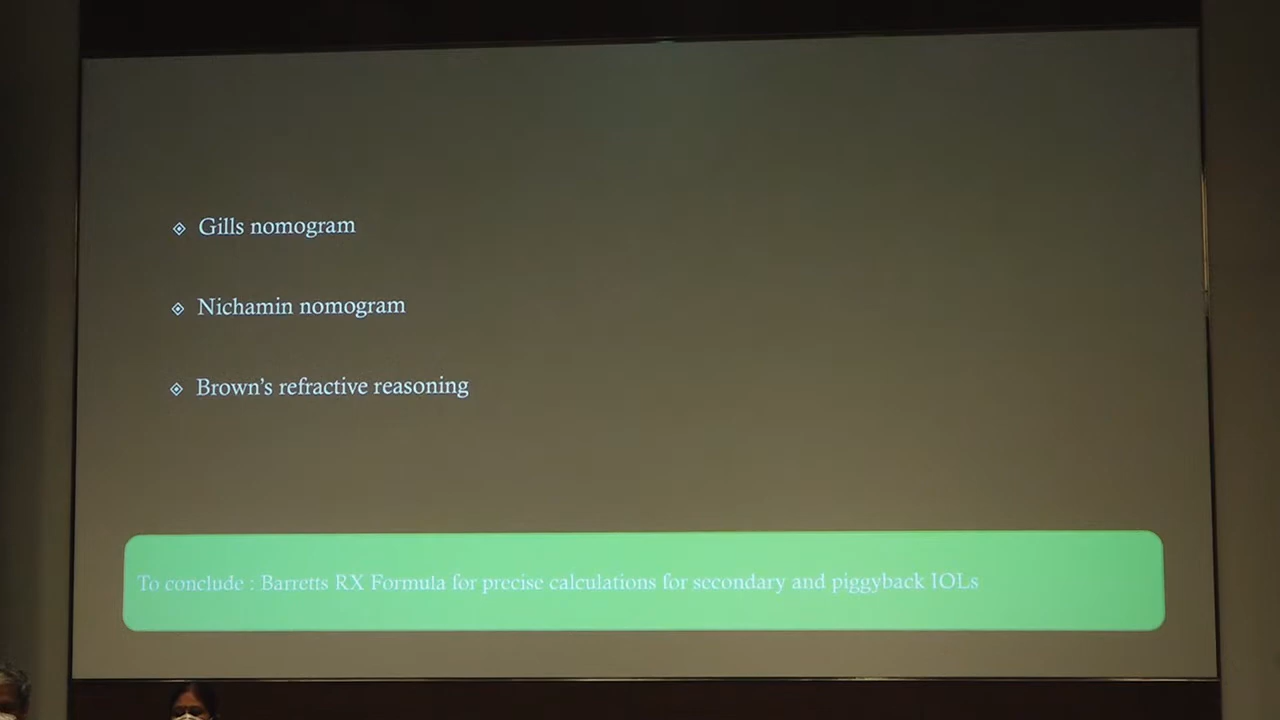 Gills nomogram
Nichamin nomogram
Brown's refractive reasoning
To conclude : Barretts RX Formula for precise calculations for secondary and piggyback IOLs